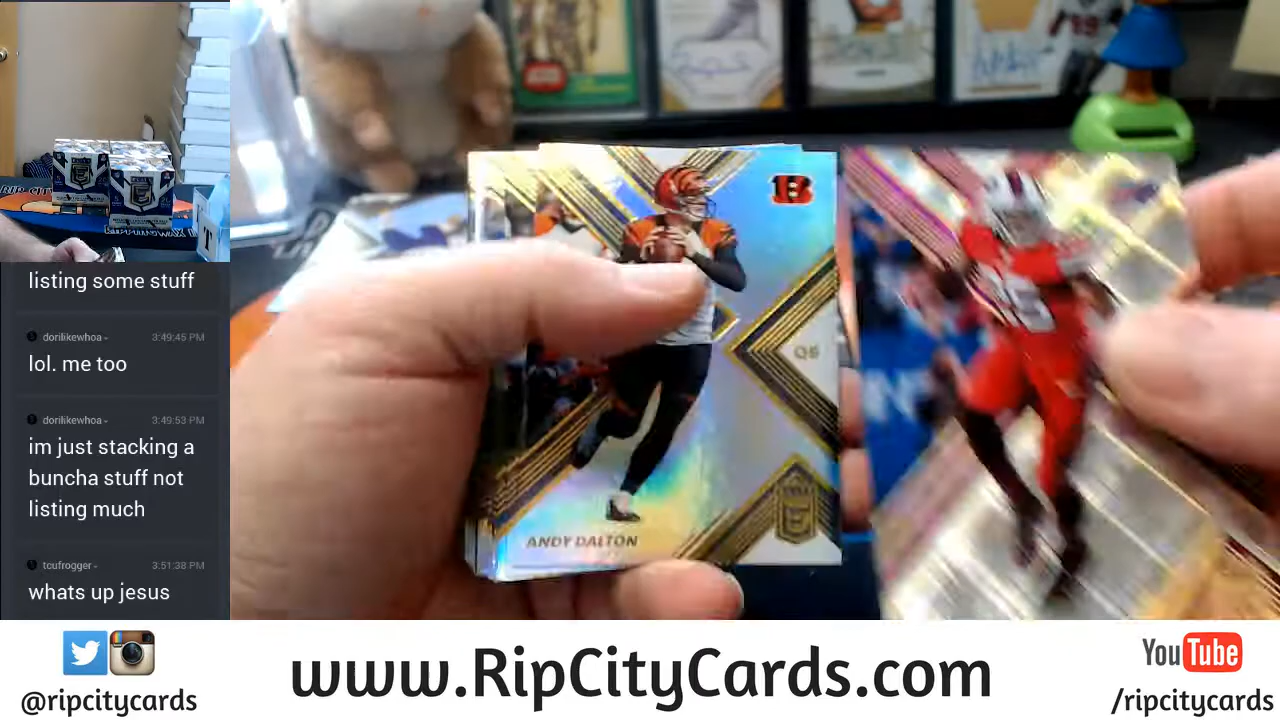 listing some stuff
dorilikewhoa 3:49:45 PM
lol. me too
dorilikewhoa 3:49:53 PM
im just stacking a
buncha stuff not
listing much
tcufrogger 3:51:38 PM
whats up jesus
B
QB
ANDY DALTON
@ripcitycards
www.RipCityCards.com
YouTube
/ripcitycards